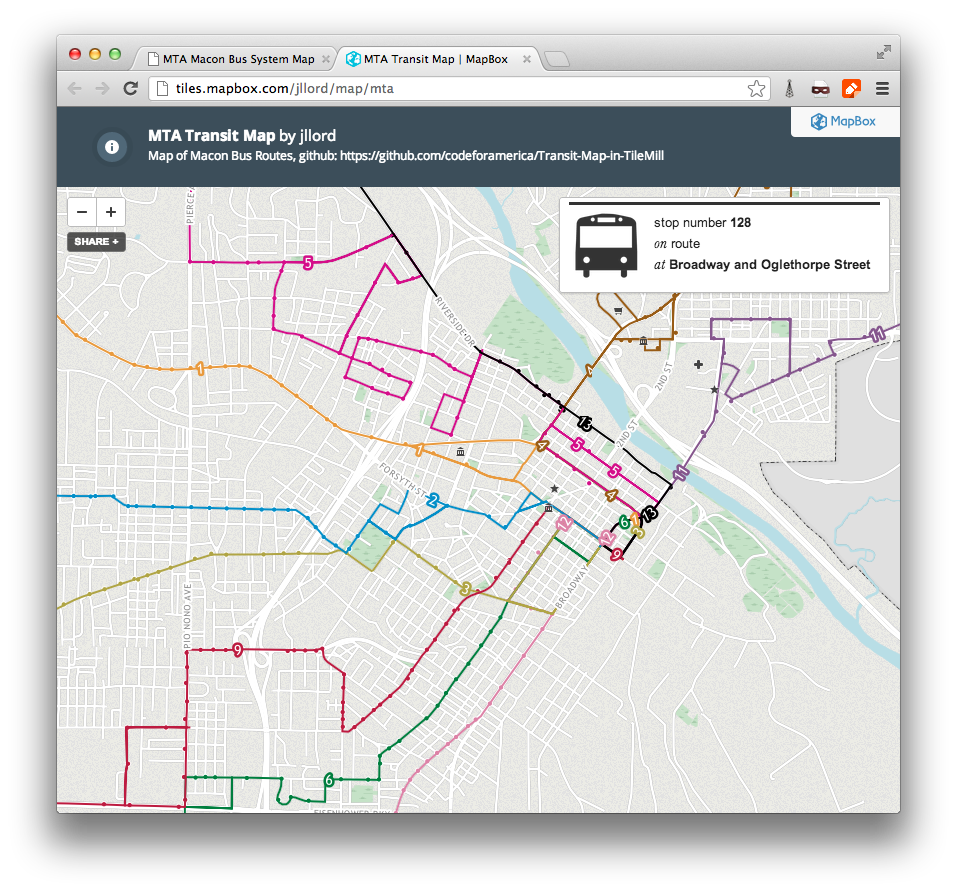 MTA Macon Bus System Map
MTA Transit Map | MapBox
tiles.mapbox.com/jllord/map/mta
MTA Transit Map by jllord
Map of Macon Bus Routes, github: https://github.com/codeforamerica/Transit-Map-in-TileMill
MapBox
− +
SHARE +
stop number 128
on route
at Broadway and Oglethorpe Street
PIERCE
5
RIVERSIDE DR
11
1
4
2ND ST
13
2ND ST
5
5
1
4
11
FORSYTH ST
2
4
12
6
1
13
3
12
9
3
BROADWAY
PIO NONO AVE
9
6
EISENHOWER PKY